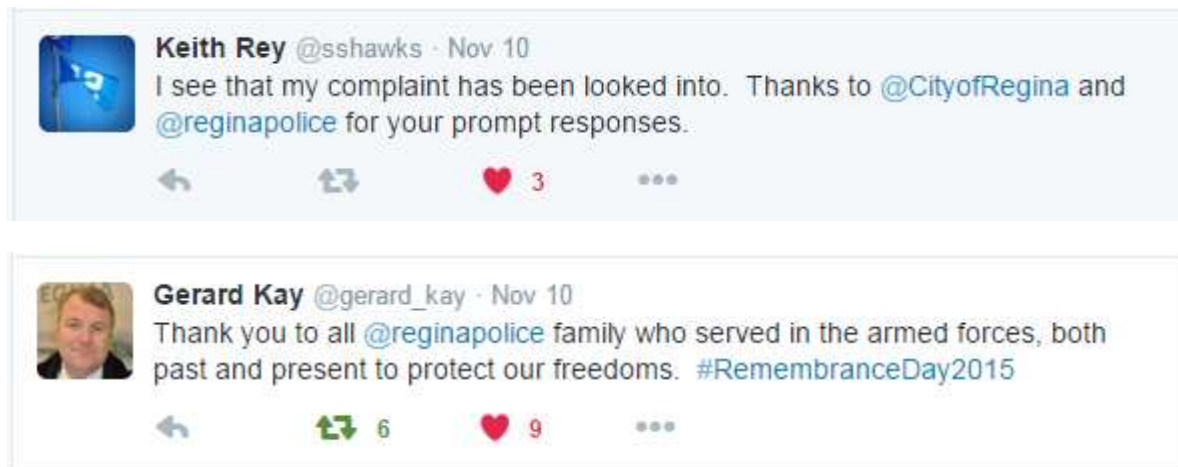 Keith Rey @sshawks · Nov 10
I see that my complaint has been looked into.  Thanks to @CityofRegina and
@reginapolice for your prompt responses.
3
Gerard Kay @gerard_kay · Nov 10
Thank you to all @reginapolice family who served in the armed forces, both
past and present to protect our freedoms.  #RemembranceDay2015
6 9